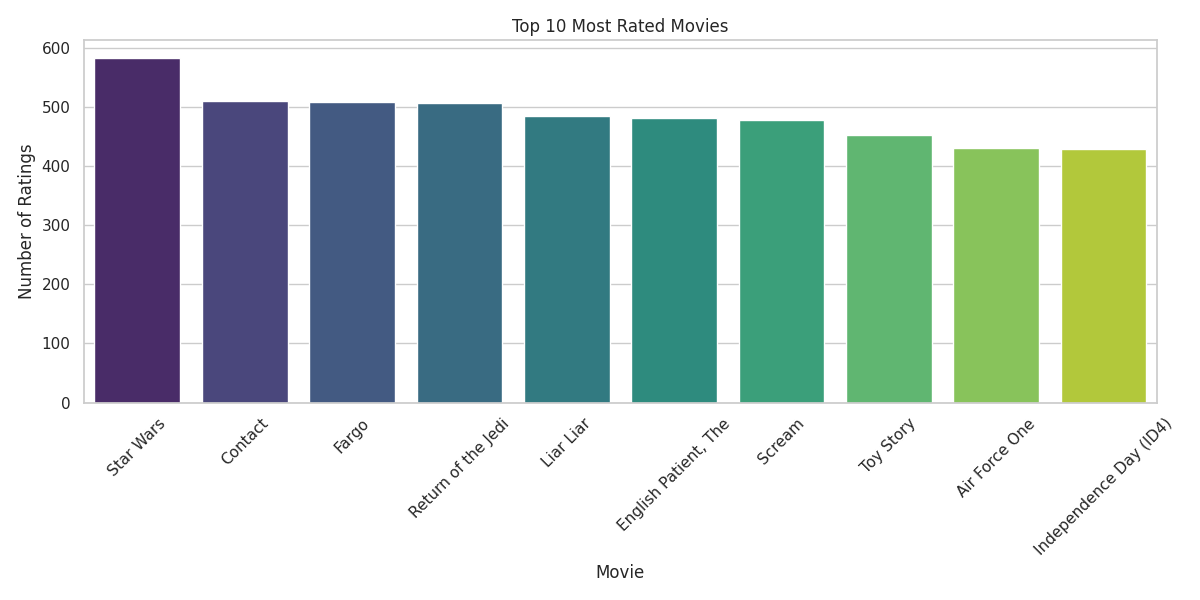 Top 10 Most Rated Movies
Number of Ratings
600
500
400
300
200
100
0
Star Wars
Contact
Fargo
Return of the Jedi
Liar Liar
English Patient, The
Scream
Toy Story
Air Force One
Independence Day (ID4)
Movie